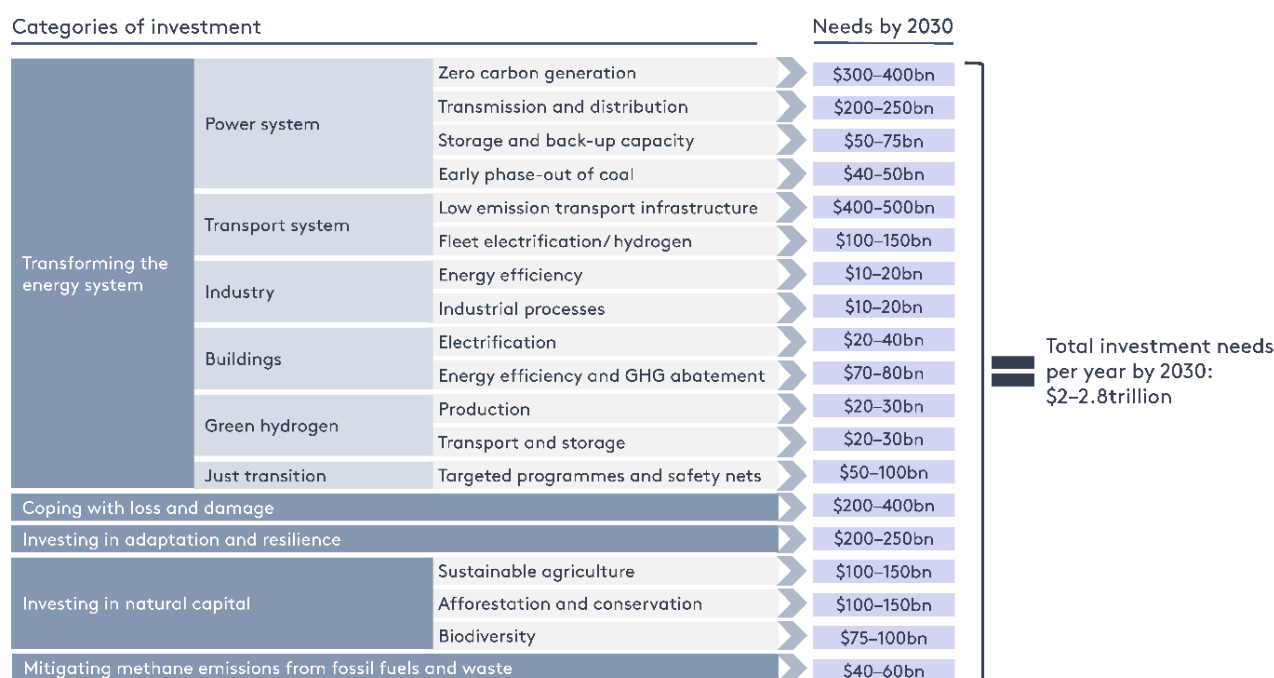 Categories of investment
Needs by 2030
Transforming the
energy system
Power system
Zero carbon generation
$300–400bn
Transmission and distribution
$200–250bn
Storage and back-up capacity
$50–75bn
Early phase-out of coal
$40–50bn
Transport system
Low emission transport infrastructure
$400–500bn
Fleet electrification/hydrogen
$100–150bn
Industry
Energy efficiency
$10–20bn
Industrial processes
$10–20bn
Buildings
Electrification
$20–40bn
Energy efficiency and GHG abatement
$70–80bn
Green hydrogen
Production
$20–30bn
Transport and storage
$20–30bn
Just transition
Targeted programmes and safety nets
$50–100bn
Coping with loss and damage
$200–400bn
Investing in adaptation and resilience
$200–250bn
Investing in natural capital
Sustainable agriculture
$100–150bn
Afforestation and conservation
$100–150bn
Biodiversity
$75–100bn
Mitigating methane emissions from fossil fuels and waste
$40–60bn
Total investment needs
per year by 2030:
$2–2.8trillion